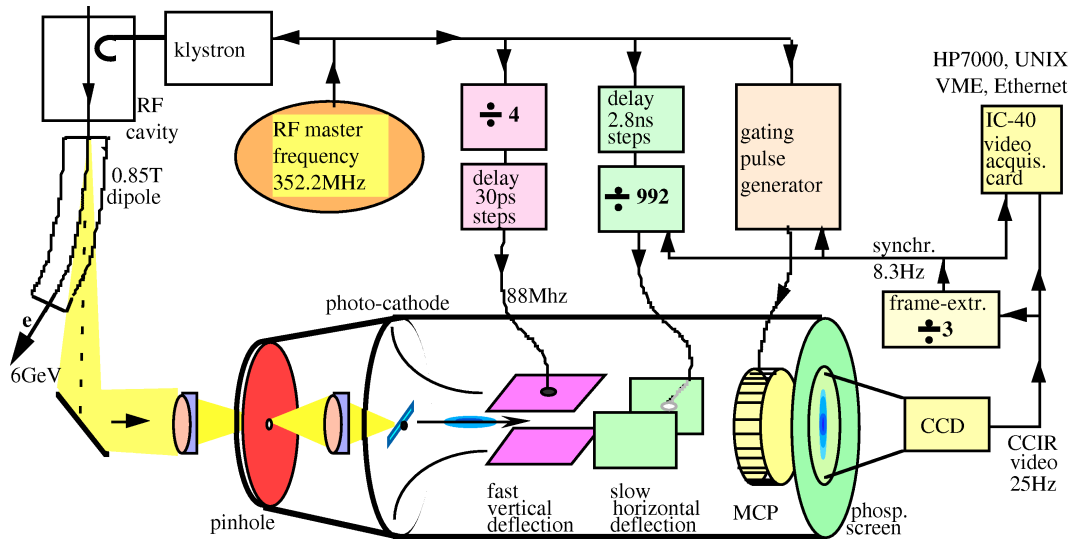 klystron
RF
cavity
RF master
frequency
352.2MHz
÷ 4
delay
30ps
steps
delay
2.8ns
steps
÷ 992
gating
pulse
generator
HP7000, UNIX
VME, Ethernet
IC-40
video
acquis.
card
0.85T
dipole
synchr.
8.3Hz
frame-extr.
÷3
88Mhz
photo-cathode
e
6GeV
CCD
CCIR
video
25Hz
pinhole
fast
vertical
deflection
slow
horizontal
deflection
MCP
phosp.
screen